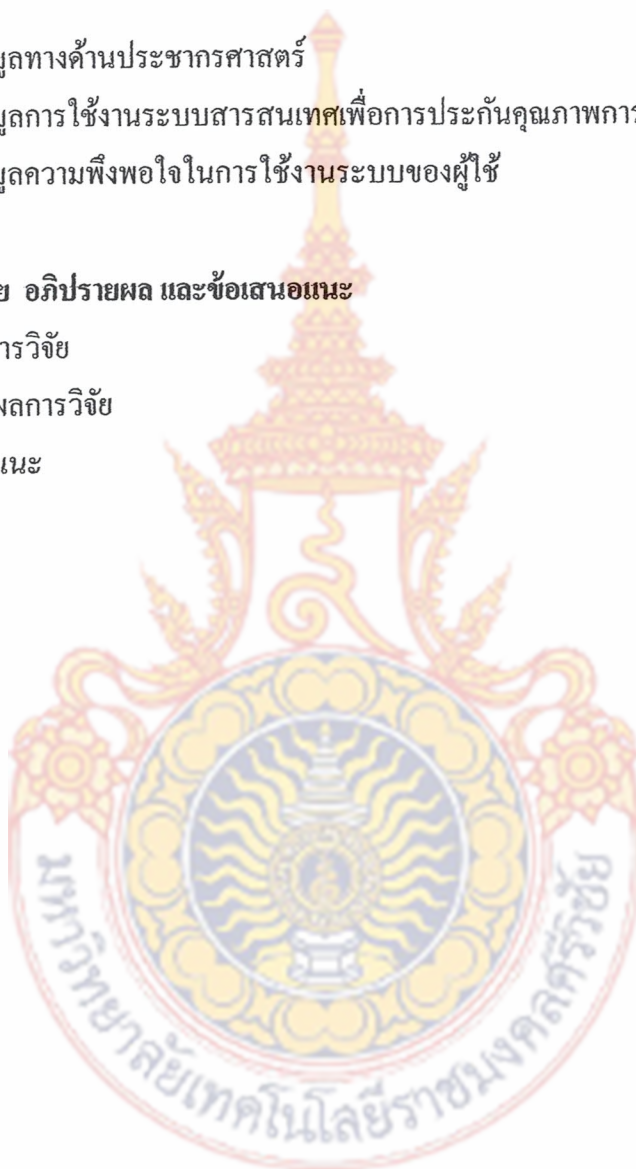 มูลทางด้านประชากรศาสตร์
มูลการใช้งานระบบสารสนเทศเพื่อการประกันคุณภาพการ
มูลความพึงพอใจในการใช้งานระบบของผู้ใช้
ย อภิปรายผล และข้อเสนอแนะ
ารวิจัย
ผลการวิจัย
แนะ
มหาวิทยาลัยเทคโนโลยีราชมงคลศรีวิชัย